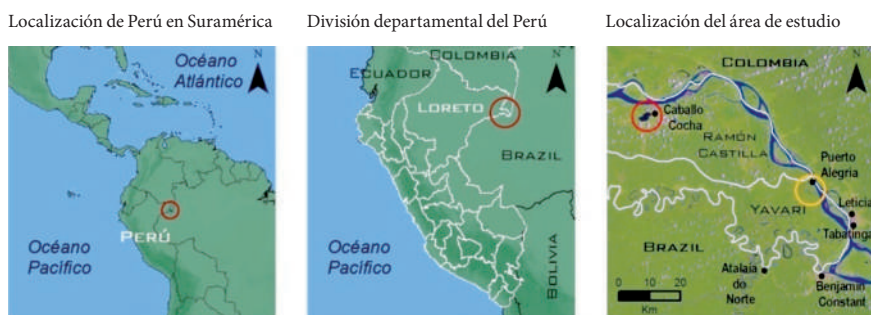 Localización de Perú en Suramérica
Océano
Atlántico
N
Océano
Pacífico
PERÚ
División departamental del Perú
COLOMBIA
N
ECUADOR
LORETO
BRAZIL
Océano
Pacífico
BOLIVIA
Localización del área de estudio
COLOMBIA
N
Caballo
Cocha
RAMÓN
CASTILLA
Puerto
Alegria
YAVARI
Leticia
Tabatinga
BRAZIL
Atalaia
do
Norte
Benjamin
Constant
0 10 20
Km